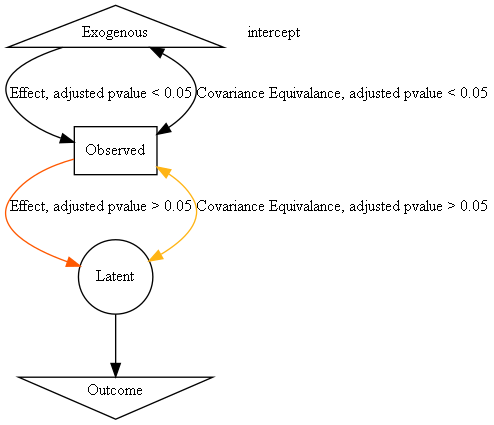 Exogenous
intercept
Effect, adjusted pvalue < 0.05
Covariance Equivalance, adjusted pvalue < 0.05
Observed
Effect, adjusted pvalue > 0.05
Covariance Equivalance, adjusted pvalue > 0.05
Latent
Outcome